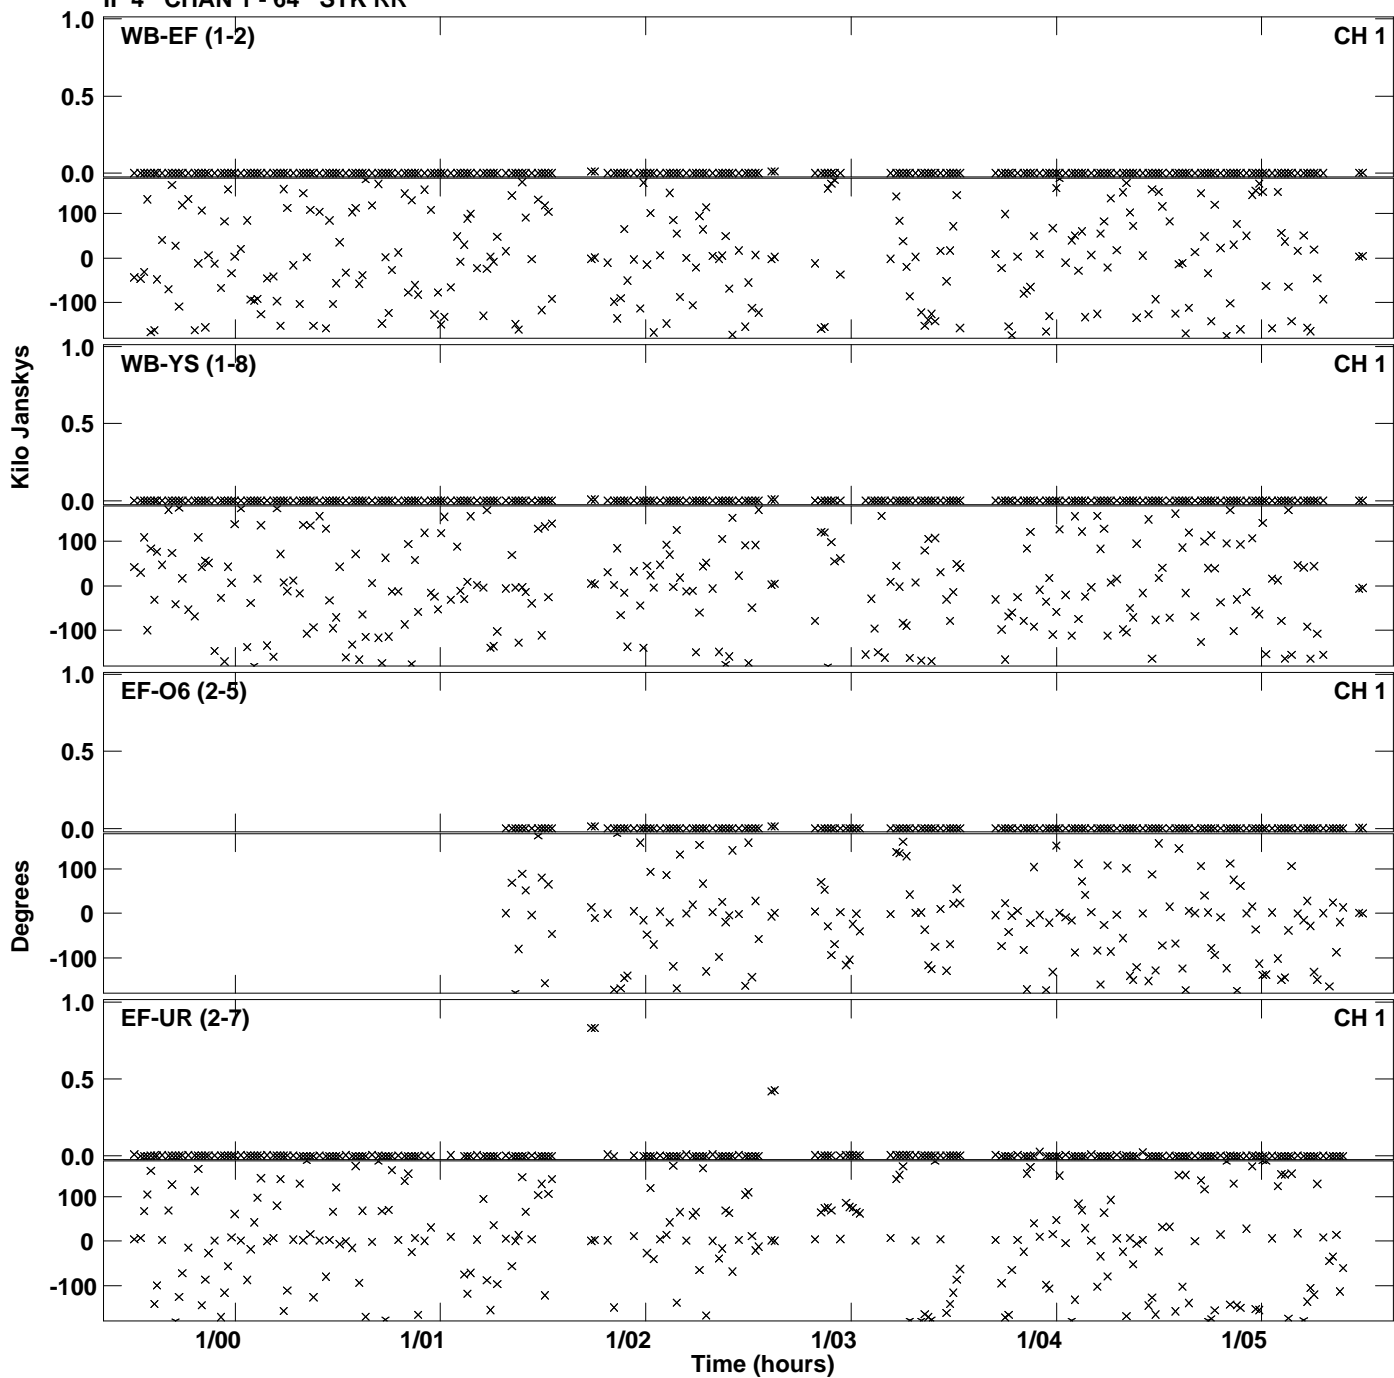 IF 4 CHAN 1 - 64 STK RR
1.0
WB-EF (1-2)
CH 1
0.5
0.0
100
0
-100
1.0
WB-YS (1-8)
CH 1
0.5
0.0
100
0
-100
Kilo Janskys
1.0
EF-O6 (2-5)
CH 1
0.5
0.0
100
0
-100
Degrees
1.0
EF-UR (2-7)
CH 1
0.5
0.0
100
0
-100
1/00 1/01 1/02 1/03 1/04 1/05
Time (hours)